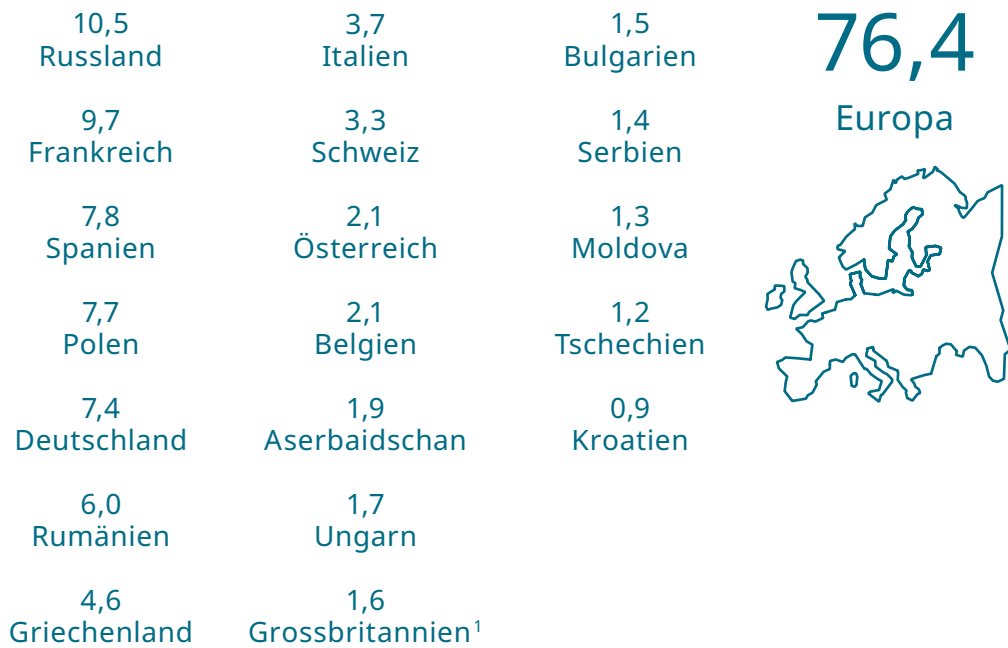 10,5
Russland
9,7
Frankreich
7,8
Spanien
7,7
Polen
7,4
Deutschland
6,0
Rumänien
4,6
Griechenland
3,7
Italien
3,3
Schweiz
2,1
Österreich
2,1
Belgien
1,9
Aserbaidschan
1,7
Ungarn
1,6
Grossbritannien¹
1,5
Bulgarien
1,4
Serbien
1,3
Moldova
1,2
Tschechien
0,9
Kroatien
76,4
Europa